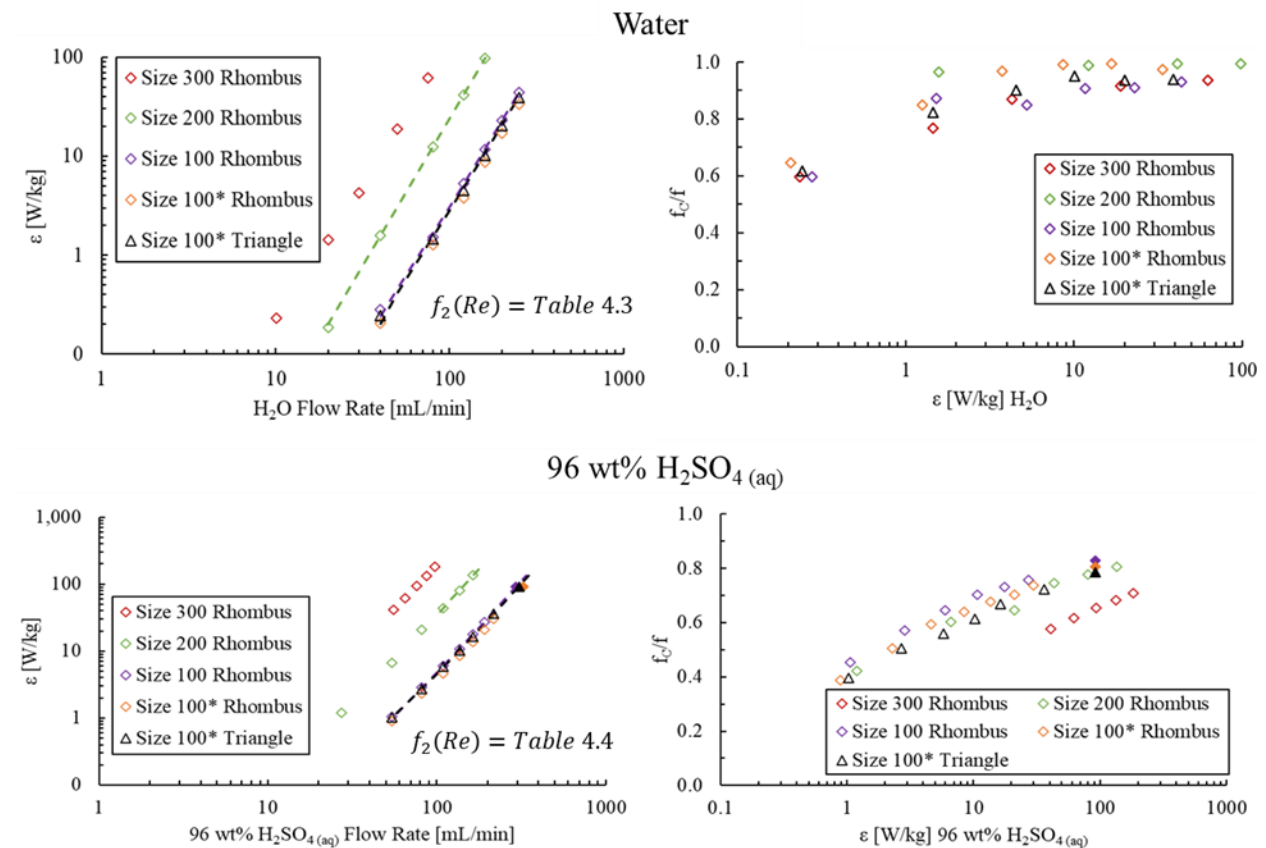 Water
100
10
1
0
ε [W/kg]
Size 300 Rhombus
Size 200 Rhombus
Size 100 Rhombus
Size 100* Rhombus
Size 100* Triangle
f₂(Re) = Table 4.3
1
10
100
1000
H₂O Flow Rate [mL/min]
1.0
0.8
0.6
0.4
0.2
0.0
f_C/f
Size 300 Rhombus
Size 200 Rhombus
Size 100 Rhombus
Size 100* Rhombus
Size 100* Triangle
0.1
1
10
100
ε [W/kg] H₂O
96 wt% H₂SO₄ (aq)
1,000
100
10
1
0
ε [W/kg]
Size 300 Rhombus
Size 200 Rhombus
Size 100 Rhombus
Size 100* Rhombus
Size 100* Triangle
f₂(Re) = Table 4.4
1
10
100
1000
96 wt% H₂SO₄ (aq) Flow Rate [mL/min]
1.0
0.8
0.6
0.4
0.2
0.0
f_C/f
Size 300 Rhombus
Size 200 Rhombus
Size 100 Rhombus
Size 100* Rhombus
Size 100* Triangle
0.1
1
10
100
1000
ε [W/kg] 96 wt% H₂SO₄(aq)